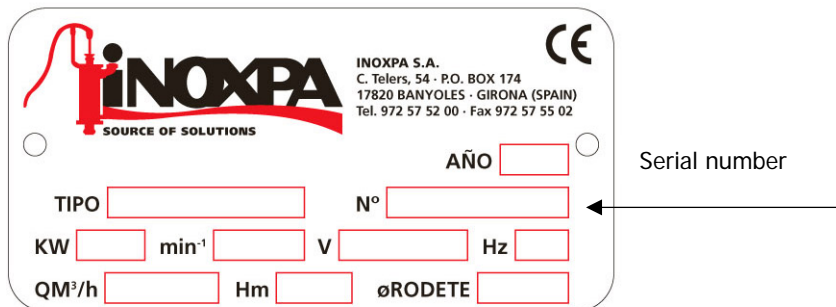 iNOXPA
SOURCE OF SOLUTIONS
INOXPA S.A.
C. Telers, 54 · P.O. BOX 174
17820 BANYOLES · GIRONA (SPAIN)
Tel. 972 57 52 00 · Fax 972 57 55 02
CE
AÑO
Serial number
TIPO Nº
KW min⁻¹ V Hz
QM³/h Hm øRODETE